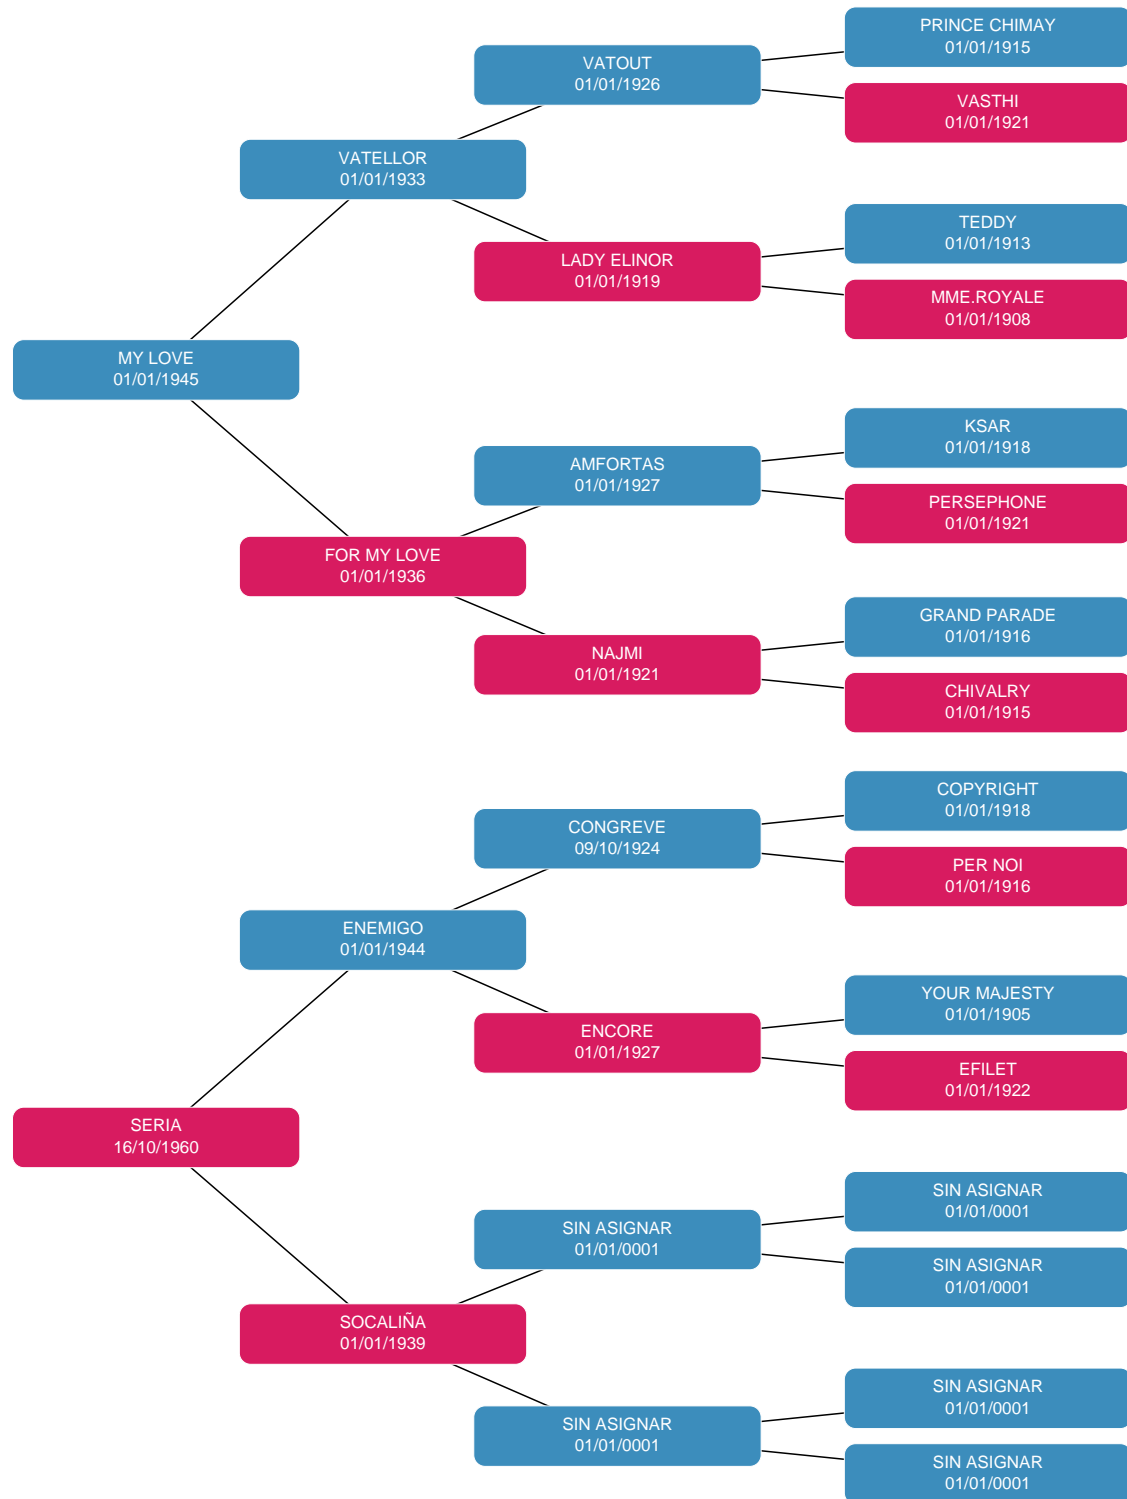 PRINCE CHIMAY
01/01/1915
VATOUT
01/01/1926
VASTHI
01/01/1921
VATELLOR
01/01/1933
TEDDY
01/01/1913
LADY ELINOR
01/01/1919
MME.ROYALE
01/01/1908
MY LOVE
01/01/1945
KSAR
01/01/1918
AMFORTAS
01/01/1927
PERSEPHONE
01/01/1921
FOR MY LOVE
01/01/1936
GRAND PARADE
01/01/1916
NAJMI
01/01/1921
CHIVALRY
01/01/1915
COPYRIGHT
01/01/1918
CONGREVE
09/10/1924
PER NOI
01/01/1916
ENEMIGO
01/01/1944
YOUR MAJESTY
01/01/1905
ENCORE
01/01/1927
EFILET
01/01/1922
SERIA
16/10/1960
SIN ASIGNAR
01/01/0001
SIN ASIGNAR
01/01/0001
SIN ASIGNAR
01/01/0001
SOCALIÑA
01/01/1939
SIN ASIGNAR
01/01/0001
SIN ASIGNAR
01/01/0001
SIN ASIGNAR
01/01/0001